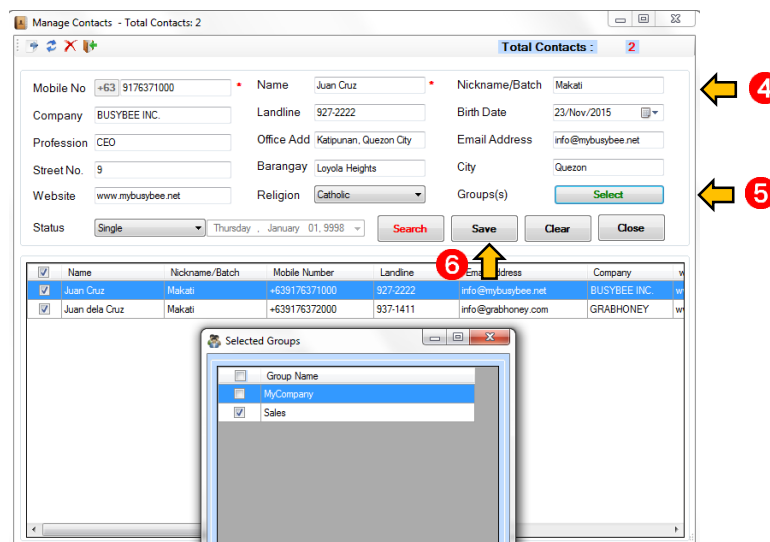 Manage Contacts - Total Contacts: 2
Total Contacts : 2
Mobile No +63 9176371000 * Name Juan Cruz * Nickname/Batch Makati 4
Company BUSYBEE INC. Landline 927-2222 Birth Date 23/Nov/2015
Profession CEO Office Add Katipunan, Quezon City Email Address info@mybusybee.net
Street No. 9 Barangay Loyola Heights City Quezon
Website www.mybusybee.net Religion Catholic Groups(s) Select 5
Status Single Thursday , January 01, 9998 Search Save Clear Close
6
Name Nickname/Batch Mobile Number Landline Email Address Company w
Juan Cruz Makati +639176371000 927-2222 info@mybusybee.net BUSYBEE INC. w
Juan dela Cruz Makati +639176372000 937-1411 info@grabhoney.com GRABHONEY w
Selected Groups
Group Name
MyCompany
Sales